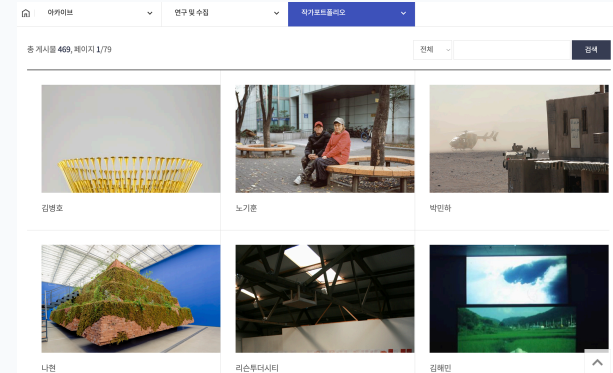 아카이브
연구 및 수집
작가포트폴리오
총 게시물 469, 페이지 1/79
전체
검색
김병호
노기훈
박민하
나현
리슨투더시티
김해민